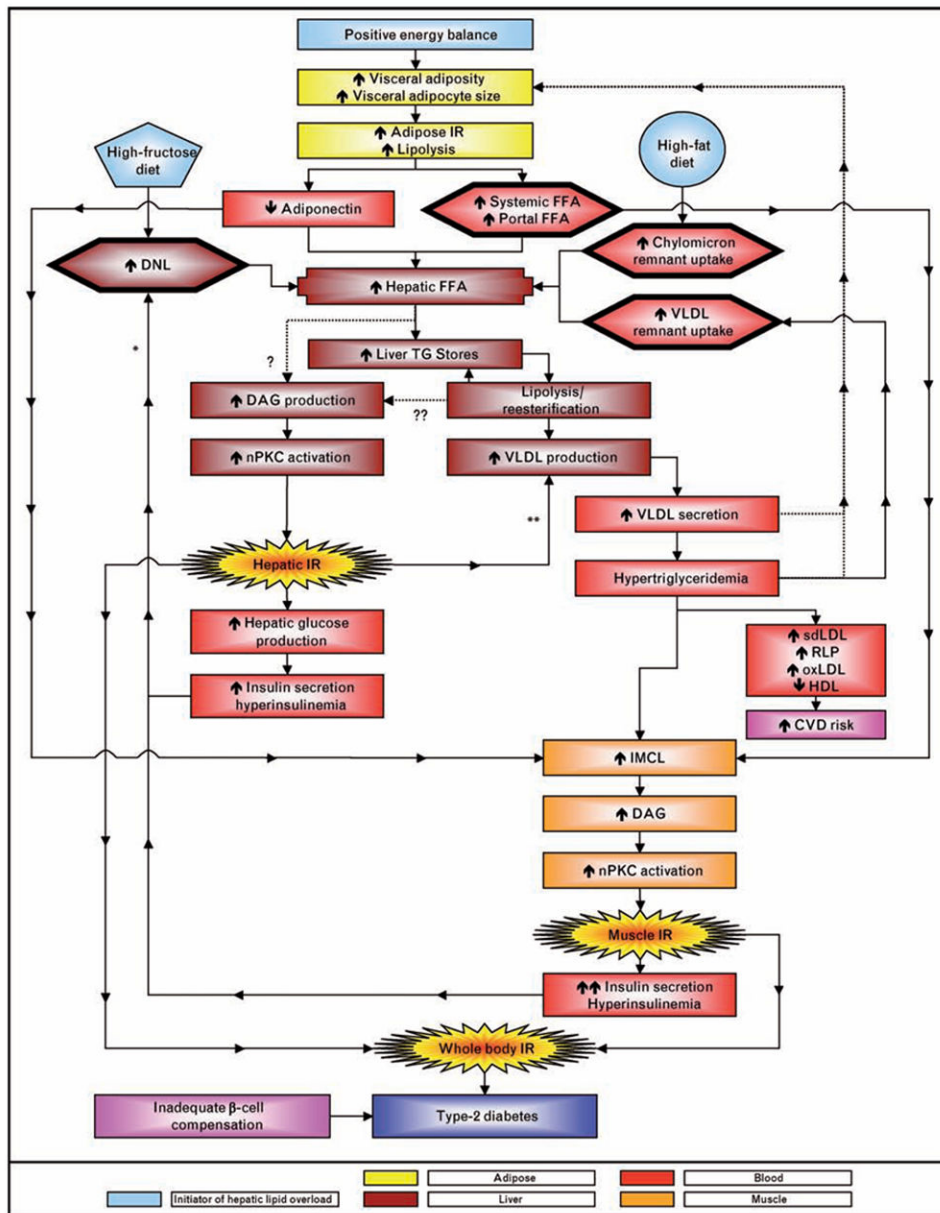 Positive energy balance
↑ Visceral adiposity
↑ Visceral adipocyte size
↑ Adipose IR
↑ Lipolysis
High-fructose
diet
High-fat
diet
↓ Adiponectin
↑ Systemic FFA
↑ Portal FFA
↑ DNL
↑ Chylomicron
remnant uptake
↑ Hepatic FFA
↑ VLDL
remnant uptake
*
?
↑ Liver TG Stores
↑ DAG production
??
Lipolysis/
reesterification
↑ nPKC activation
↑ VLDL production
↑ VLDL secretion
**
Hepatic IR
Hypertriglyceridemia
↑ Hepatic glucose
production
↑ sdLDL
↑ RLP
↑ oxLDL
↓ HDL
↑ Insulin secretion
hyperinsulinemia
↑ CVD risk
↑ IMCL
↑ DAG
↑ nPKC activation
Muscle IR
↑↑ Insulin secretion
Hyperinsulinemia
Whole body IR
Inadequate β-cell
compensation
Type-2 diabetes
Adipose
Blood
Initiator of hepatic lipid overload
Liver
Muscle